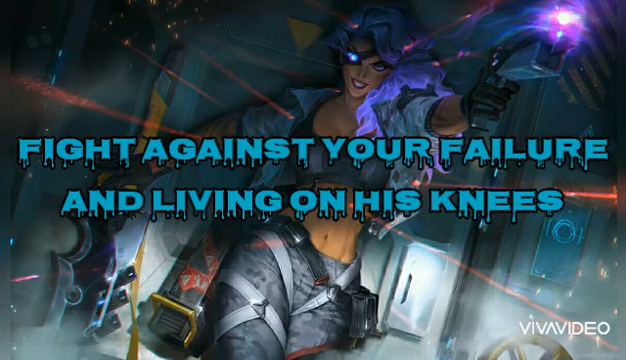 FIGHT AGAINST YOUR FAILURE
AND LIVING ON HIS KNEES
VIVAVIDEO